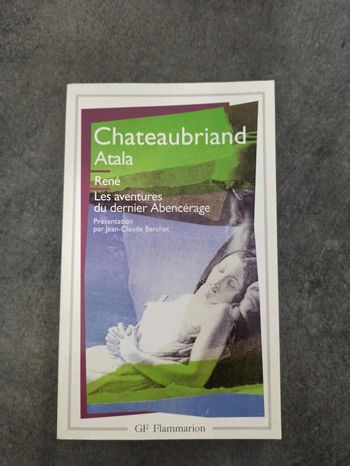 Chateaubriand
Atala
René
Les aventures
du dernier Abencérage
Présentation
par Jean-Claude Berchet
GF Flammarion